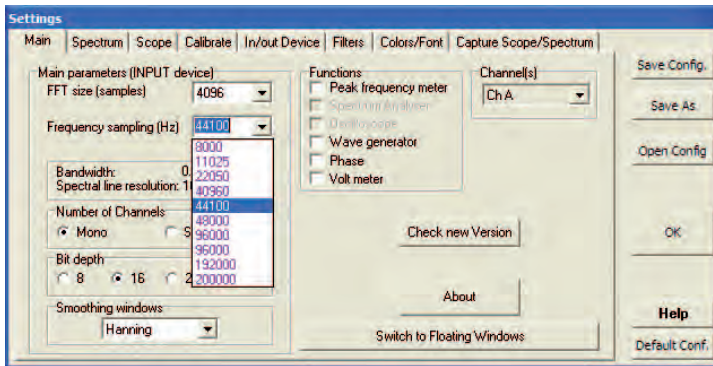 Settings
Main Spectrum Scope Calibrate In/out Device Filters Colors/Font Capture Scope/Spectrum
Main parameters (INPUT device)
FFT size (samples) 4096
Frequency sampling (Hz) 44100
8000
11025
22050
40960
44100
48000
96000
96000
192000
200000
Bandwidth: 0.
Spectral line resolution:
Number of Channels
Mono S
Bit depth
8 16 2
Smoothing windows
Hanning
Functions
Peak frequency meter
Spectrum Analyser
Oscilloscope
Wave generator
Phase
Volt meter
Channel(s)
Ch A
Check new Version
About
Switch to Floating Windows
Save Config.
Save As
Open Config
OK
Help
Default Conf.